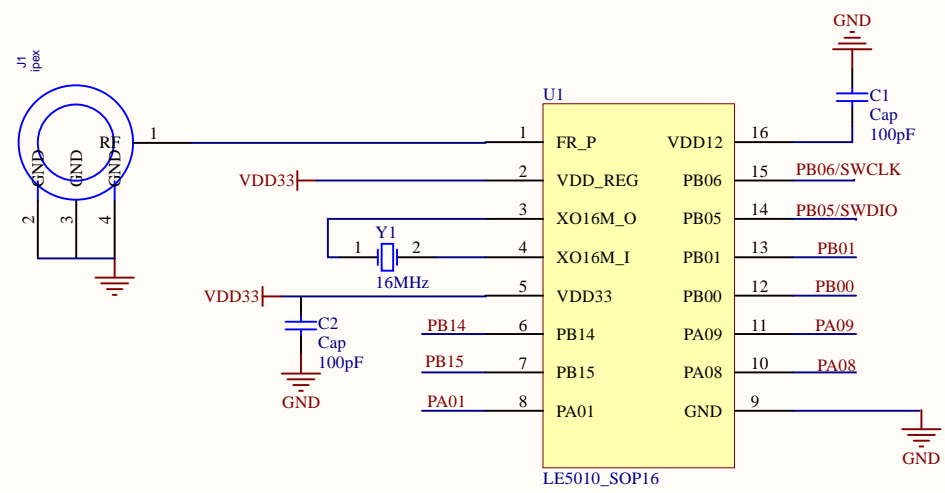 GND
J1
ipex
C1
Cap
100pF
U1
RF
1
GND
GND
GND
2
3
4
1
FR_P
VDD12
16
VDD33
2
VDD_REG
PB06
15
PB06/SWCLK
3
XO16M_O
PB05
14
PB05/SWDIO
Y1
1
2
16MHz
4
XO16M_I
PB01
13
PB01
VDD33
5
VDD33
PB00
12
PB00
C2
Cap
100pF
GND
PB14
6
PB14
PA09
11
PA09
PB15
7
PB15
PA08
10
PA08
PA01
8
PA01
GND
9
GND
LE5010_SOP16